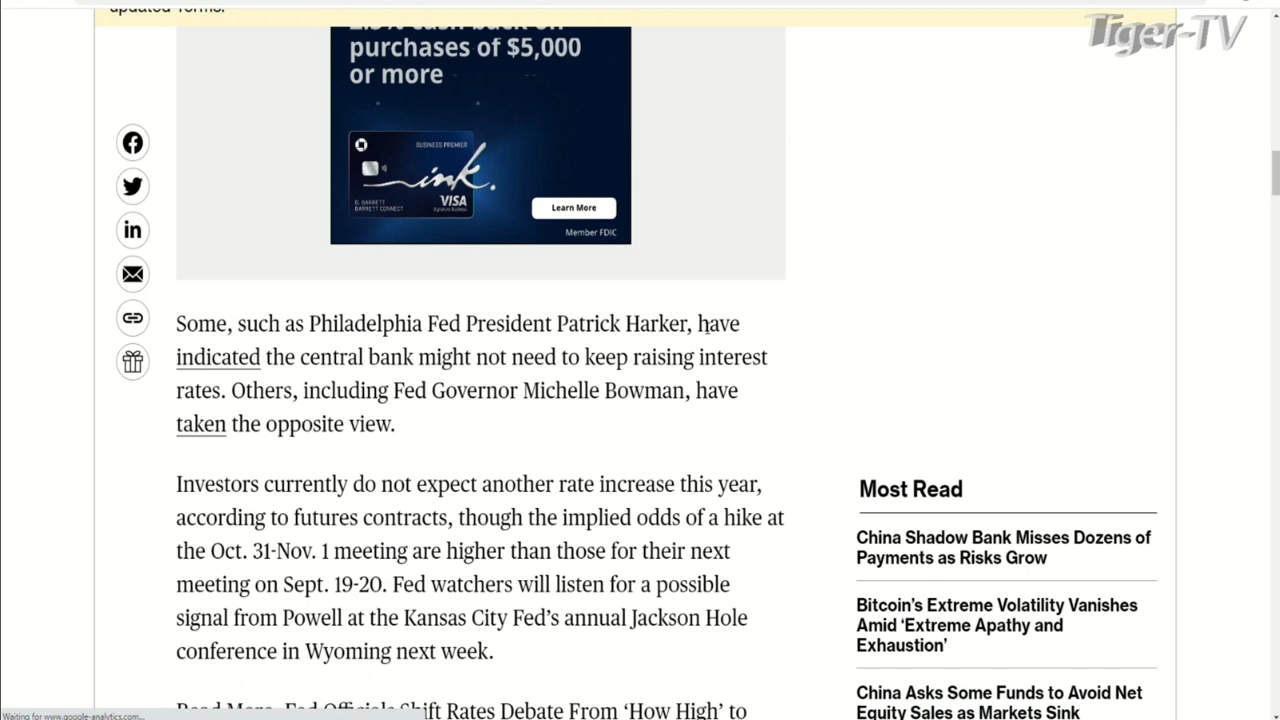 updated Terms.
Tiger-TV
purchases of $5,000
or more
BUSINESS PREMIER
ink.
D. BARRETT
BARRETT CONNECT
VISA
Signature Business
Learn More
Member FDIC
Some, such as Philadelphia Fed President Patrick Harker, have
indicated the central bank might not need to keep raising interest
rates. Others, including Fed Governor Michelle Bowman, have
taken the opposite view.
Investors currently do not expect another rate increase this year,
according to futures contracts, though the implied odds of a hike at
the Oct. 31-Nov. 1 meeting are higher than those for their next
meeting on Sept. 19-20. Fed watchers will listen for a possible
signal from Powell at the Kansas City Fed's annual Jackson Hole
conference in Wyoming next week.
Read More: Fed Officials Shift Rates Debate From 'How High' to
Most Read
China Shadow Bank Misses Dozens of
Payments as Risks Grow
Bitcoin's Extreme Volatility Vanishes
Amid 'Extreme Apathy and
Exhaustion'
China Asks Some Funds to Avoid Net
Equity Sales as Markets Sink
Waiting for www.google-analytics.com...